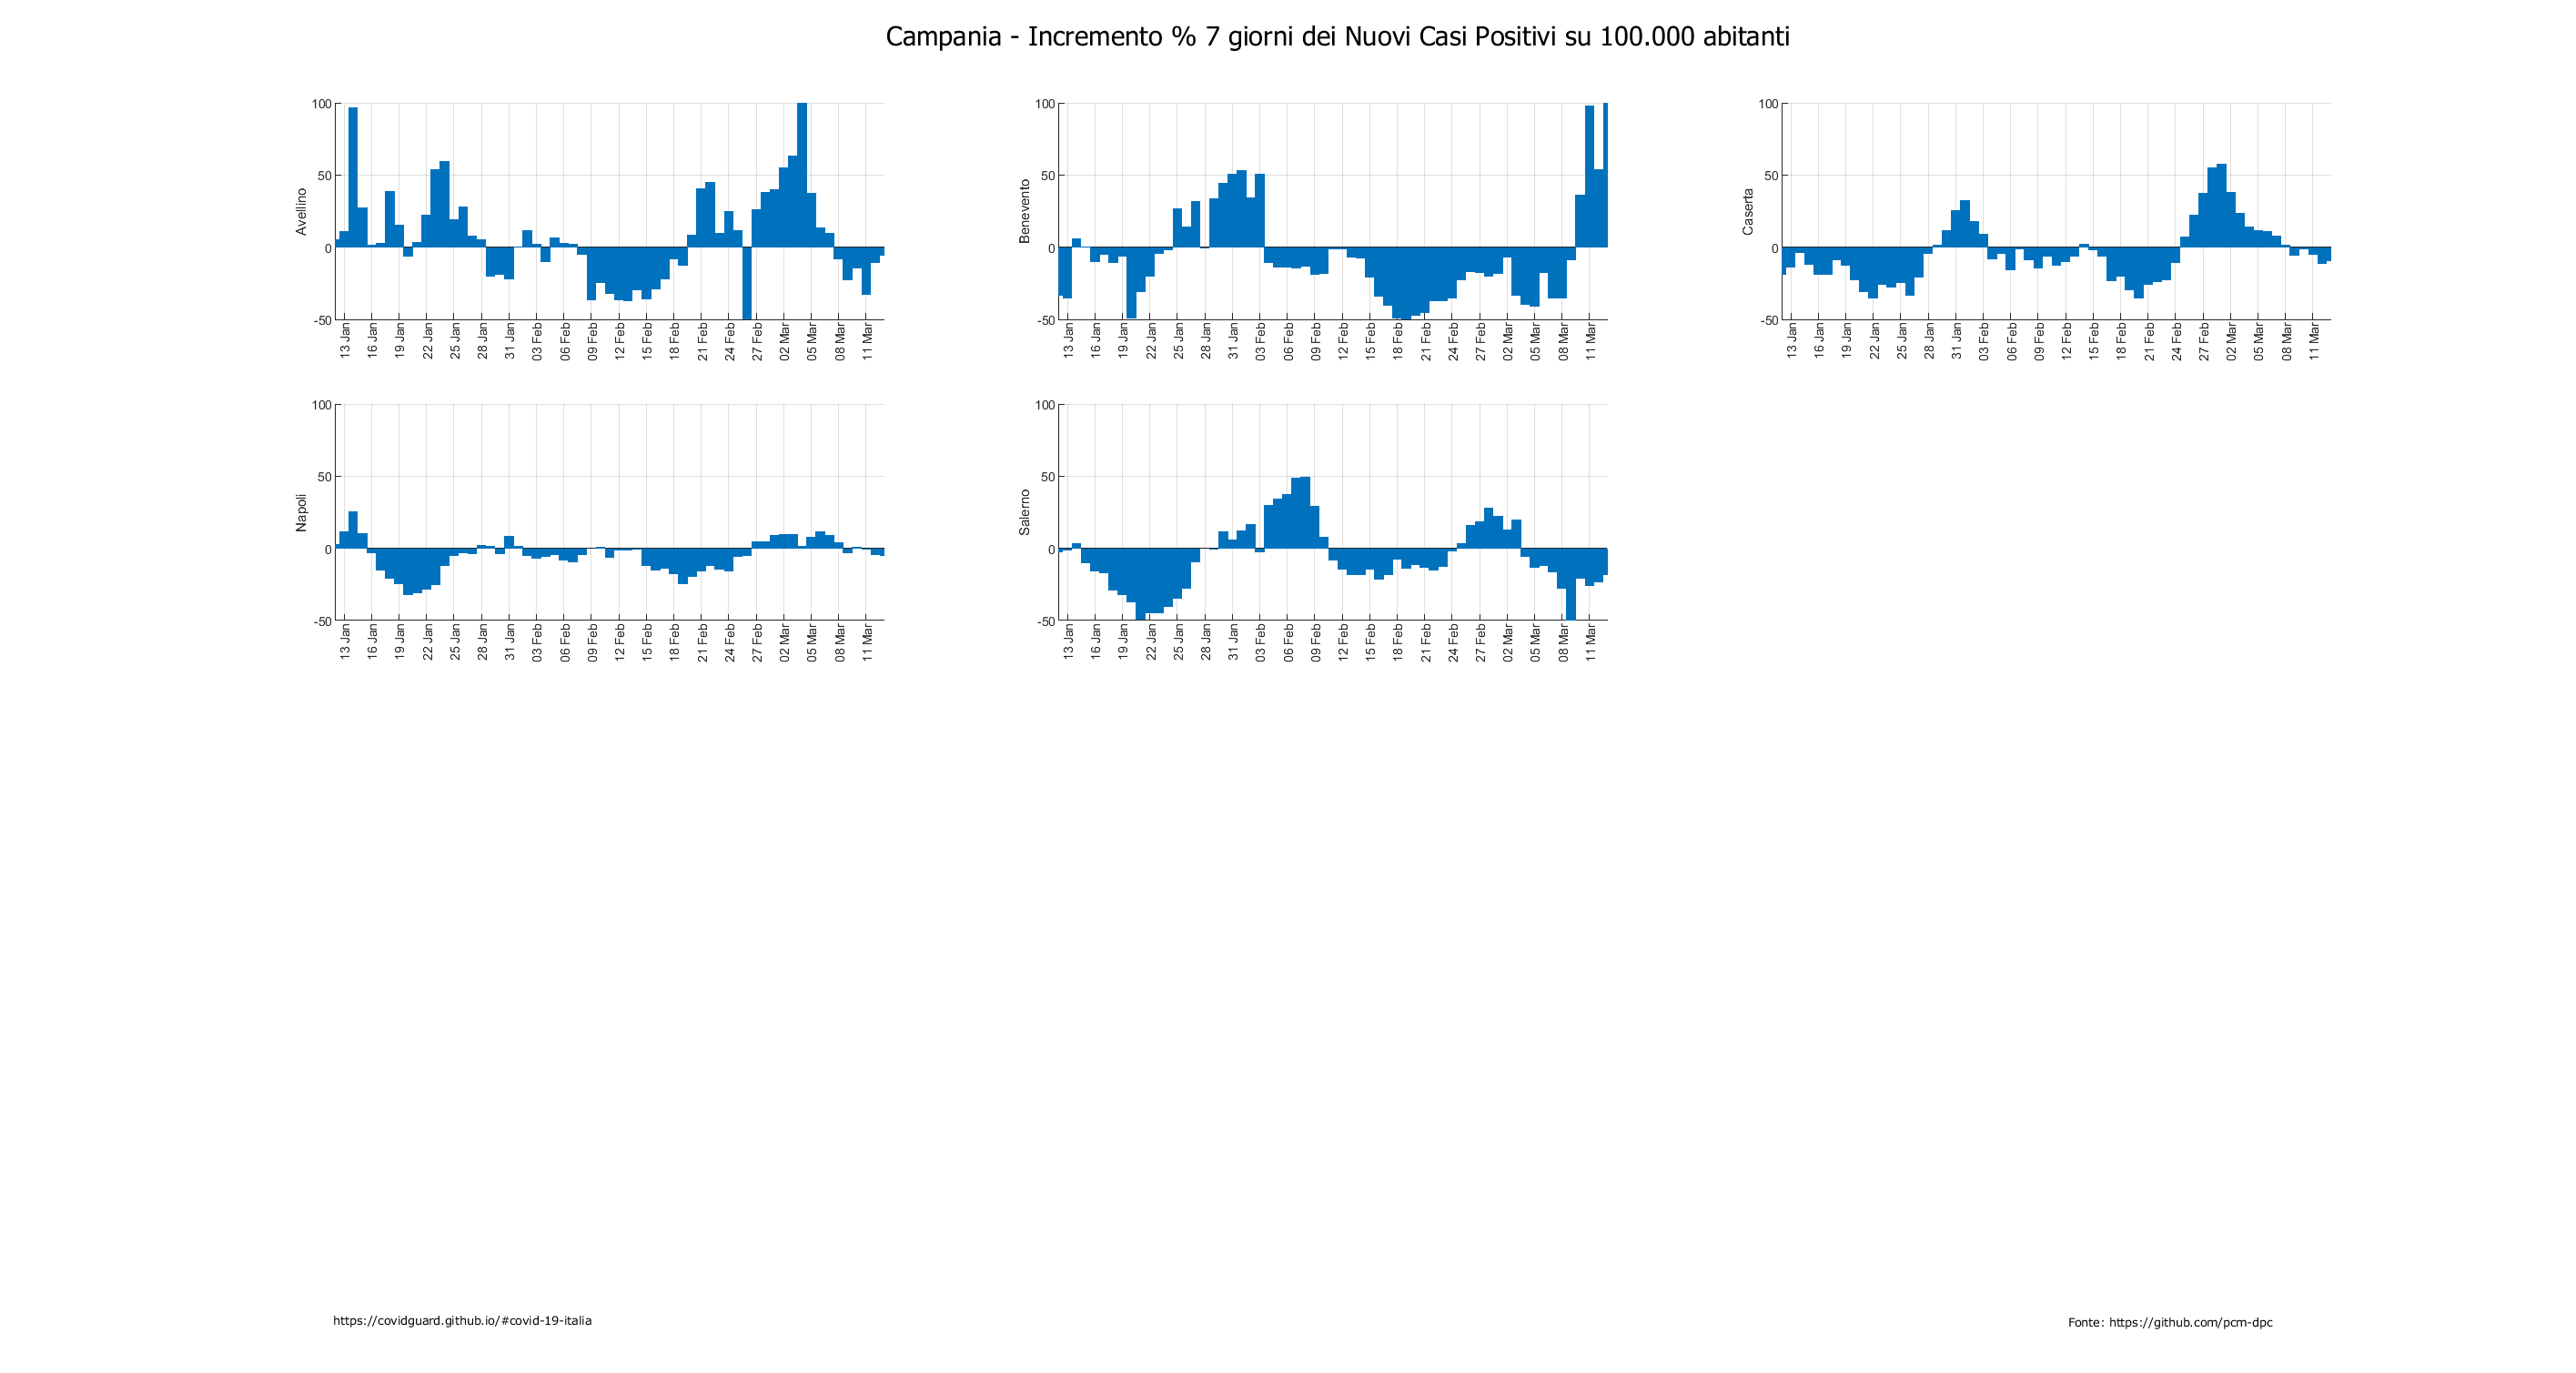 Campania - Incremento % 7 giorni dei Nuovi Casi Positivi su 100.000 abitanti
Avellino
100
50
0
-50
13 Jan 16 Jan 19 Jan 22 Jan 25 Jan 28 Jan 31 Jan 03 Feb 06 Feb 09 Feb 12 Feb 15 Feb 18 Feb 21 Feb 24 Feb 27 Feb 02 Mar 05 Mar 08 Mar 11 Mar
Benevento
100
50
0
-50
13 Jan 16 Jan 19 Jan 22 Jan 25 Jan 28 Jan 31 Jan 03 Feb 06 Feb 09 Feb 12 Feb 15 Feb 18 Feb 21 Feb 24 Feb 27 Feb 02 Mar 05 Mar 08 Mar 11 Mar
Caserta
100
50
0
-50
13 Jan 16 Jan 19 Jan 22 Jan 25 Jan 28 Jan 31 Jan 03 Feb 06 Feb 09 Feb 12 Feb 15 Feb 18 Feb 21 Feb 24 Feb 27 Feb 02 Mar 05 Mar 08 Mar 11 Mar
Napoli
100
50
0
-50
13 Jan 16 Jan 19 Jan 22 Jan 25 Jan 28 Jan 31 Jan 03 Feb 06 Feb 09 Feb 12 Feb 15 Feb 18 Feb 21 Feb 24 Feb 27 Feb 02 Mar 05 Mar 08 Mar 11 Mar
Salerno
100
50
0
-50
13 Jan 16 Jan 19 Jan 22 Jan 25 Jan 28 Jan 31 Jan 03 Feb 06 Feb 09 Feb 12 Feb 15 Feb 18 Feb 21 Feb 24 Feb 27 Feb 02 Mar 05 Mar 08 Mar 11 Mar
https://covidguard.github.io/#covid-19-italia
Fonte: https://github.com/pcm-dpc